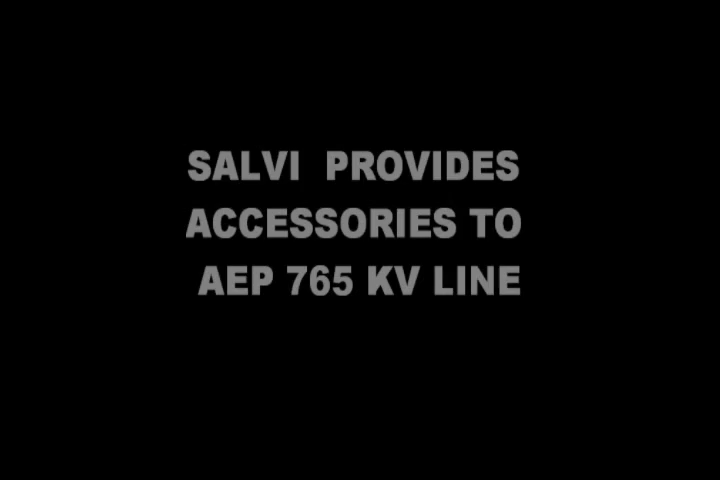 SALVI PROVIDES
ACCESSORIES TO
AEP 765 KV LINE